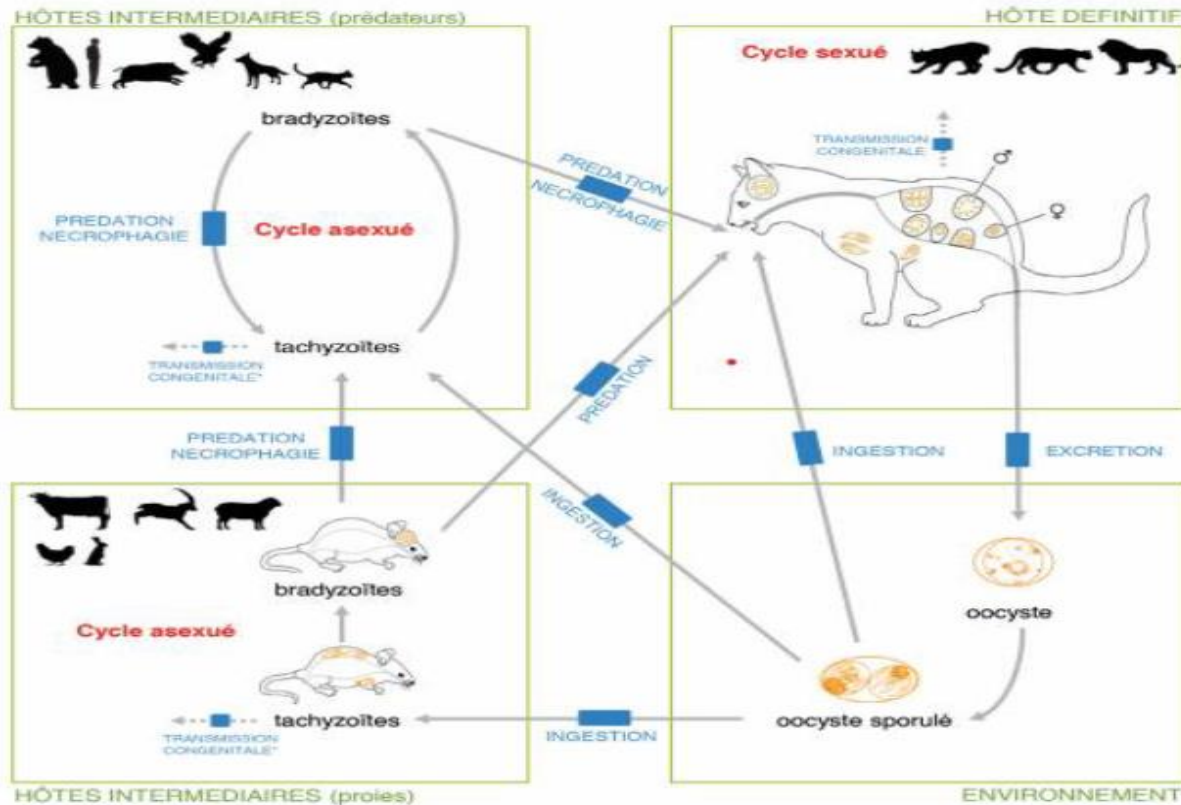 HÔTES INTERMEDIAIRES (prédateurs)
bradyzoïtes
PREDATION
NECROPHAGIE
Cycle asexué
tachyzoïtes
TRANSMISSION
CONGENITALE*
PREDATION
NECROPHAGIE
HÔTE DEFINITIF
Cycle sexué
TRANSMISSION
CONGENITALE
♂
♀
PREDATION
NECROPHAGIE
PREDATION
INGESTION
INGESTION
EXCRETION
bradyzoïtes
Cycle asexué
tachyzoïtes
TRANSMISSION
CONGENITALE*
HÔTES INTERMEDIAIRES (proies)
INGESTION
oocyste
oocyste sporulé
ENVIRONNEMENT